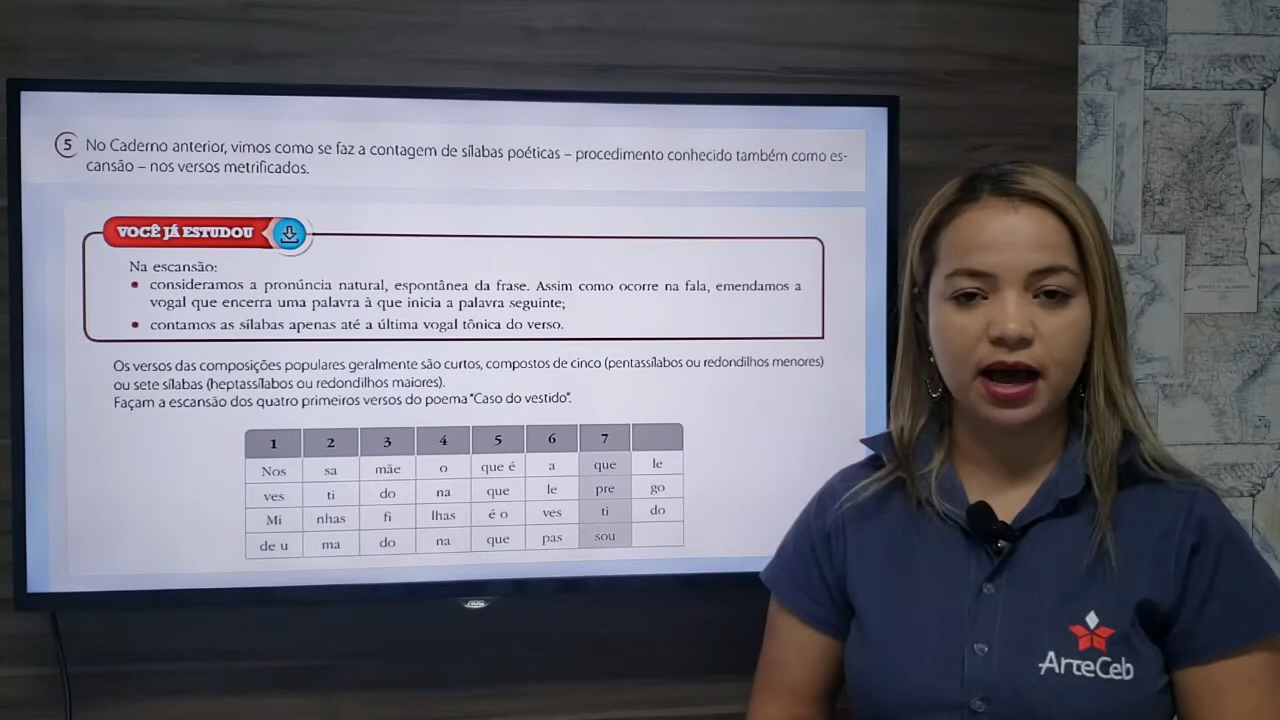 5 No Caderno anterior, vimos como se faz a contagem de sílabas poéticas – procedimento conhecido também como es-
cansão – nos versos metrificados.
VOCÊ JÁ ESTUDOU
Na escansão:
• consideramos a pronúncia natural, espontânea da frase. Assim como ocorre na fala, emendamos a
vogal que encerra uma palavra à que inicia a palavra seguinte;
• contamos as sílabas apenas até a última vogal tônica do verso.
Os versos das composições populares geralmente são curtos, compostos de cinco (pentassílabos ou redondilhos menores)
ou sete sílabas (heptassílabos ou redondilhos maiores).
Façam a escansão dos quatro primeiros versos do poema "Caso do vestido".
1 2 3 4 5 6 7
Nos sa mãe o que é a que le
ves ti do na que le pre go
Mi nhas fi lhas é o ves ti do
de u ma do na que pas sou
AOC
ArteCeb